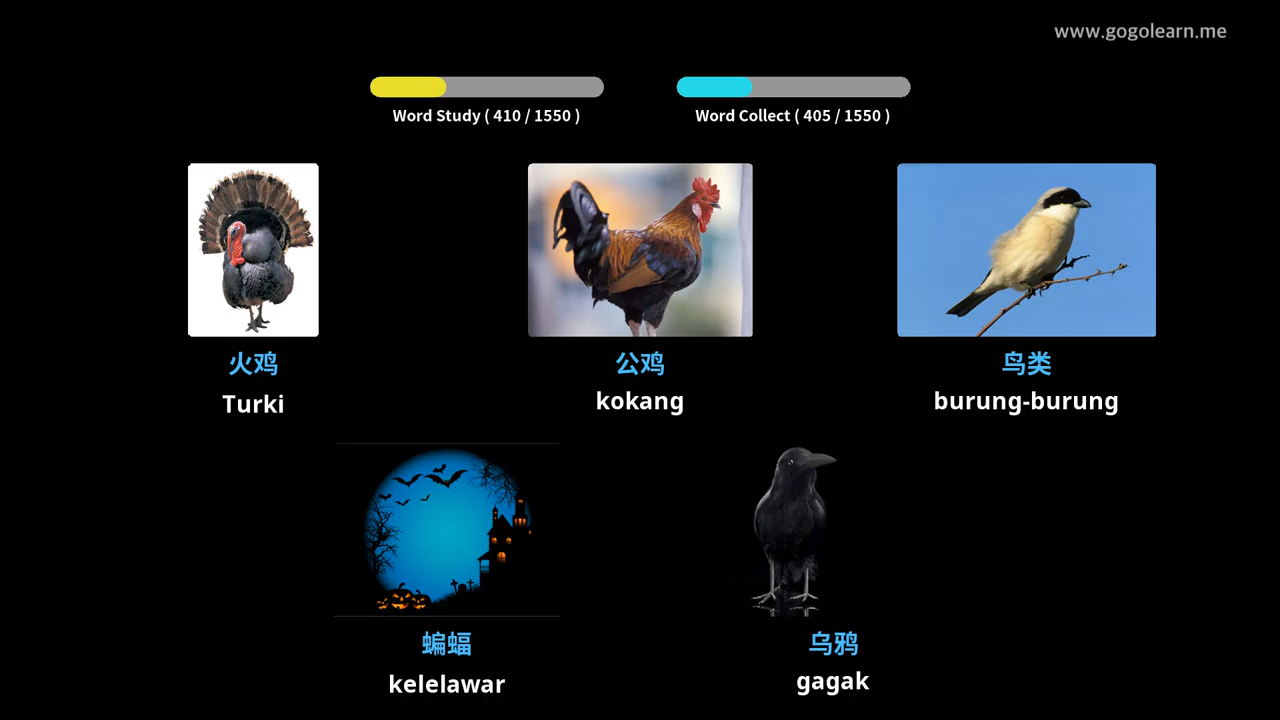 www.gogolearn.me
Word Study ( 410 / 1550 )
Word Collect ( 405 / 1550 )
火鸡
Turki
公鸡
kokang
鸟类
burung-burung
蝙蝠
kelelawar
乌鸦
gagak